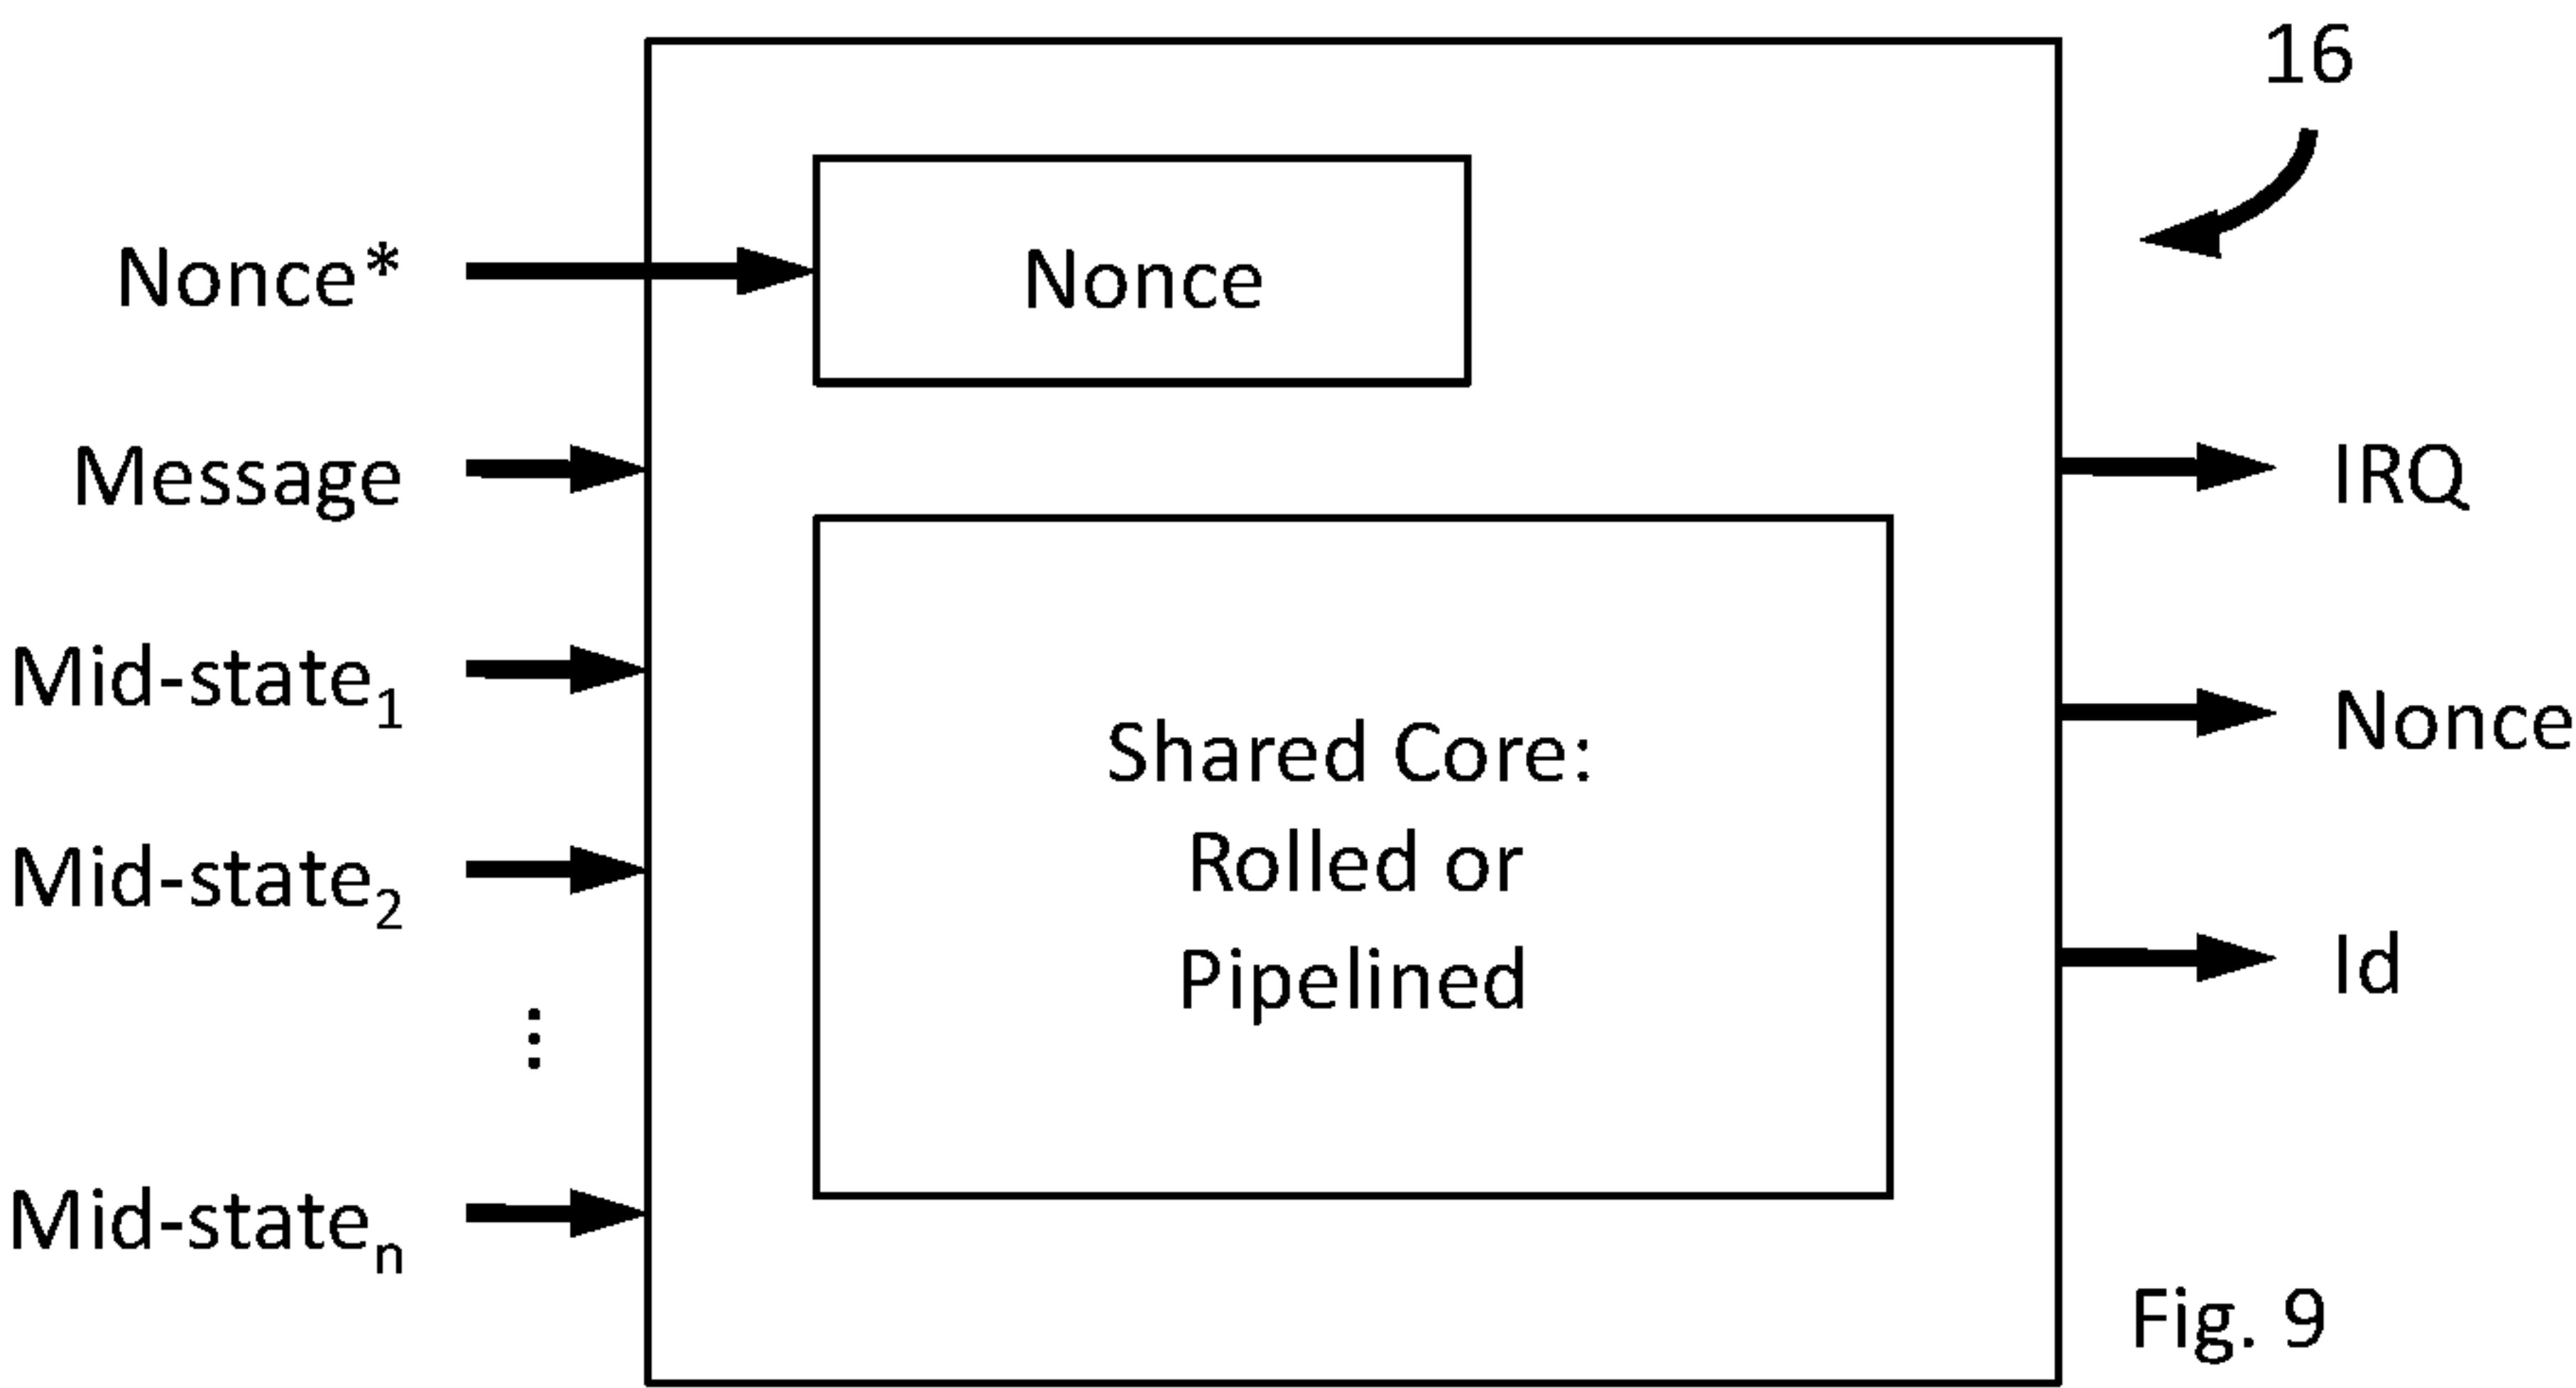 16
Nonce*
Nonce
Message
IRQ
Mid-state₁
Nonce
Shared Core:
Rolled or
Pipelined
Mid-state₂
Id
⋮
Mid-stateₙ
Fig. 9